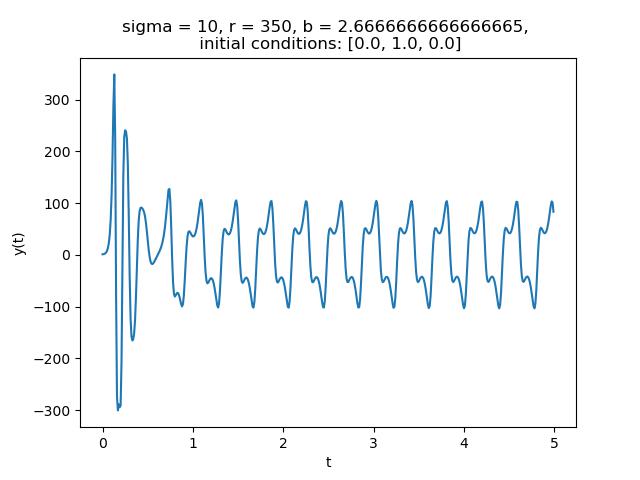 sigma = 10, r = 350, b = 2.6666666666666665,
initial conditions: [0.0, 1.0, 0.0]
300
200
100
0
−100
−200
−300
y(t)
0 1 2 3 4 5
t